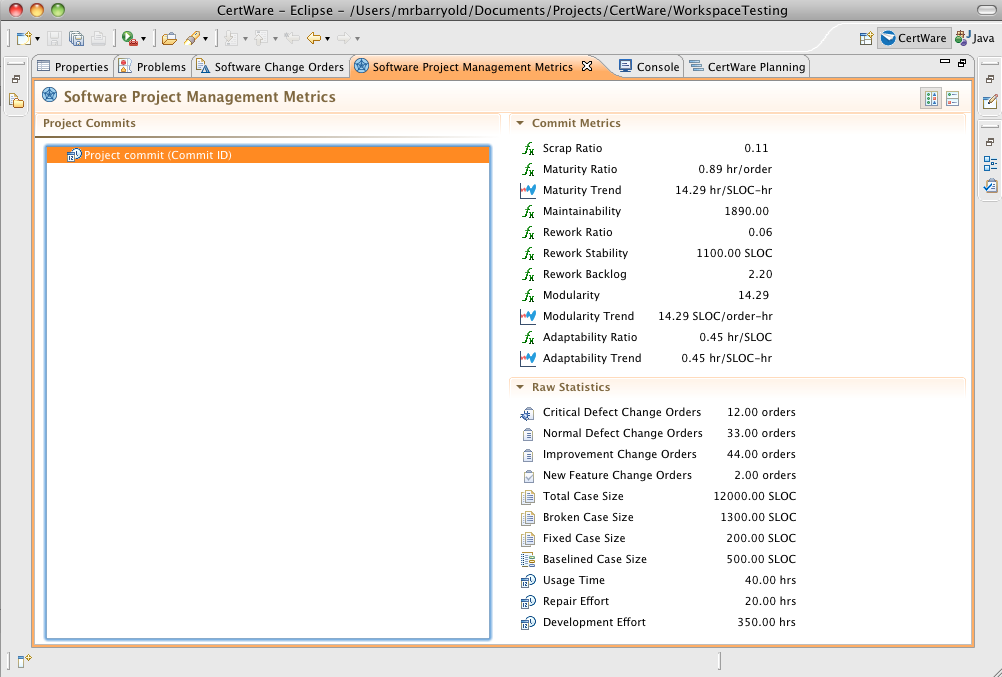 CertWare – Eclipse – /Users/mrbarryold/Documents/Projects/CertWare/WorkspaceTesting
CertWare Java
Properties Problems Software Change Orders Software Project Management Metrics Console CertWare Planning
Software Project Management Metrics
Project Commits
Project commit (Commit ID)
Commit Metrics
Scrap Ratio 0.11
Maturity Ratio 0.89 hr/order
Maturity Trend 14.29 hr/SLOC-hr
Maintainability 1890.00
Rework Ratio 0.06
Rework Stability 1100.00 SLOC
Rework Backlog 2.20
Modularity 14.29
Modularity Trend 14.29 SLOC/order-hr
Adaptability Ratio 0.45 hr/SLOC
Adaptability Trend 0.45 hr/SLOC-hr
Raw Statistics
Critical Defect Change Orders 12.00 orders
Normal Defect Change Orders 33.00 orders
Improvement Change Orders 44.00 orders
New Feature Change Orders 2.00 orders
Total Case Size 12000.00 SLOC
Broken Case Size 1300.00 SLOC
Fixed Case Size 200.00 SLOC
Baselined Case Size 500.00 SLOC
Usage Time 40.00 hrs
Repair Effort 20.00 hrs
Development Effort 350.00 hrs